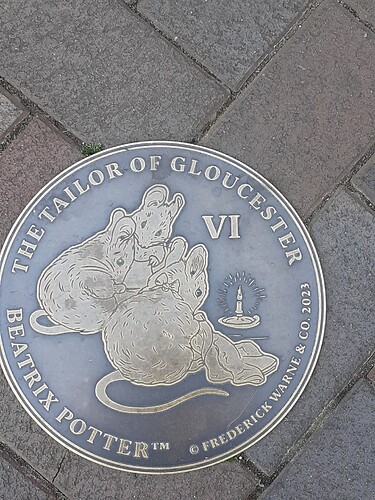 THE TAILOR OF GLOUCESTER
VI
BEATRIX POTTER™
© FREDERICK WARNE & CO. 2023